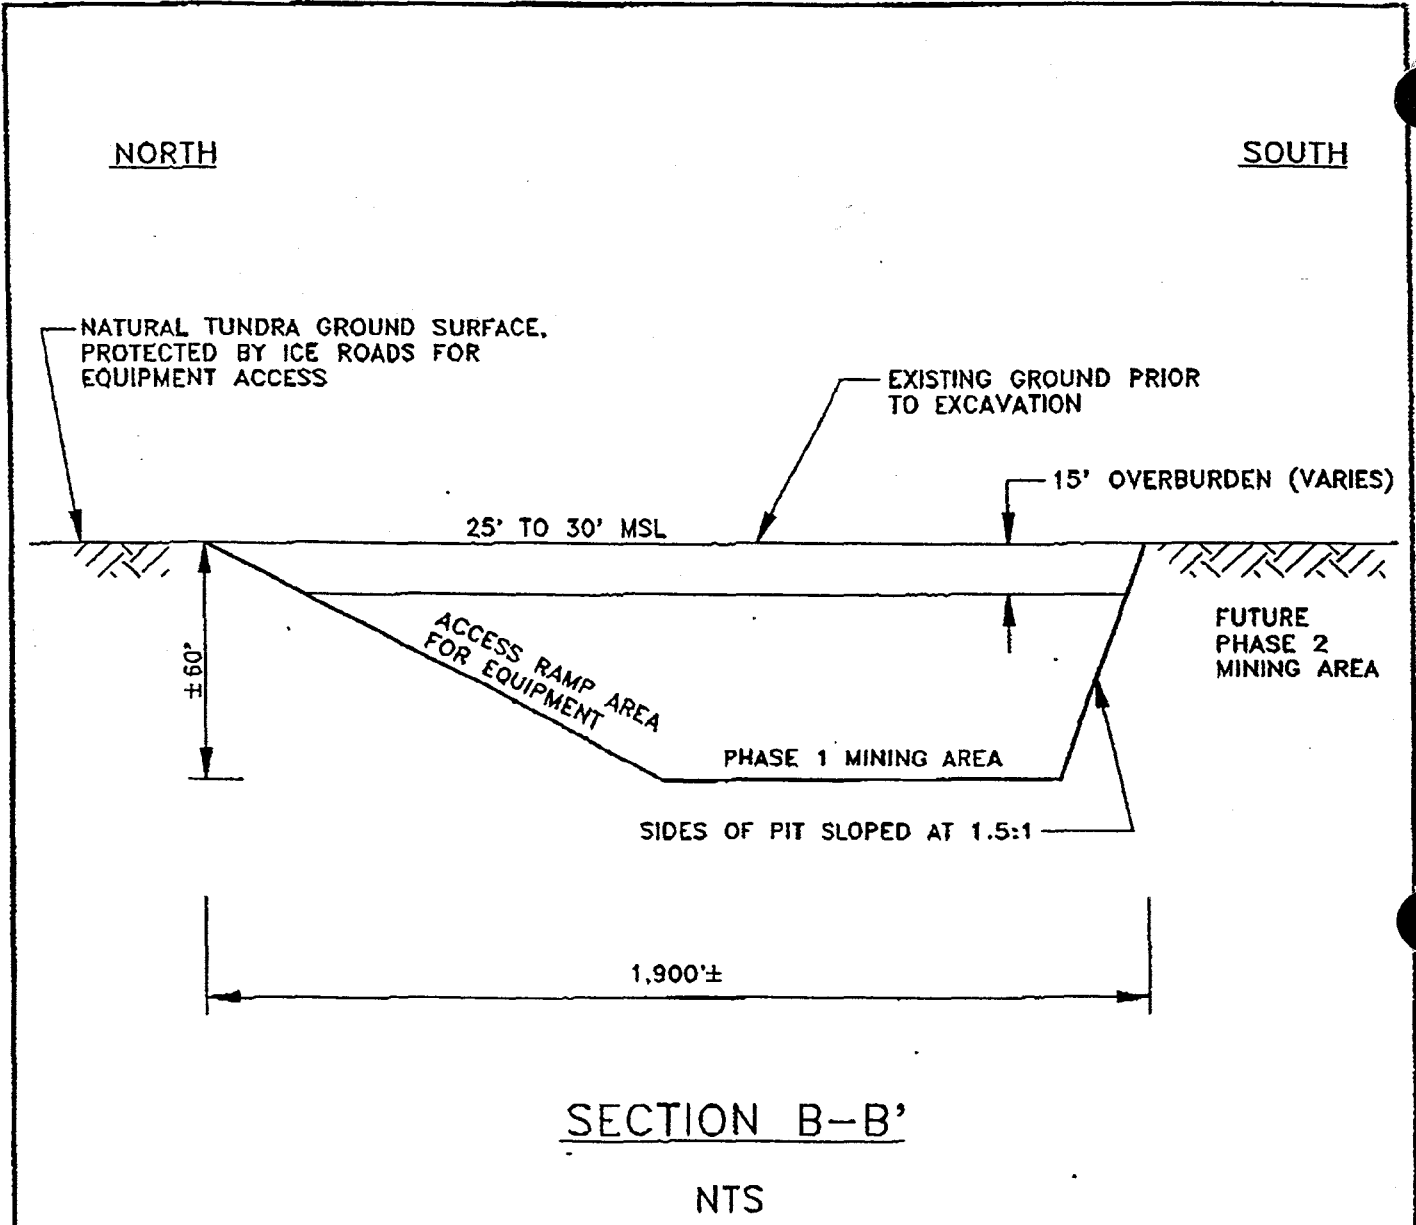 NORTH
SOUTH
NATURAL TUNDRA GROUND SURFACE,
PROTECTED BY ICE ROADS FOR
EQUIPMENT ACCESS
EXISTING GROUND PRIOR
TO EXCAVATION
15' OVERBURDEN (VARIES)
25' TO 30' MSL
±60'
ACCESS RAMP AREA
FOR EQUIPMENT
FUTURE
PHASE 2
MINING AREA
PHASE 1 MINING AREA
SIDES OF PIT SLOPED AT 1.5:1
1,900'±
SECTION B-B'
NTS